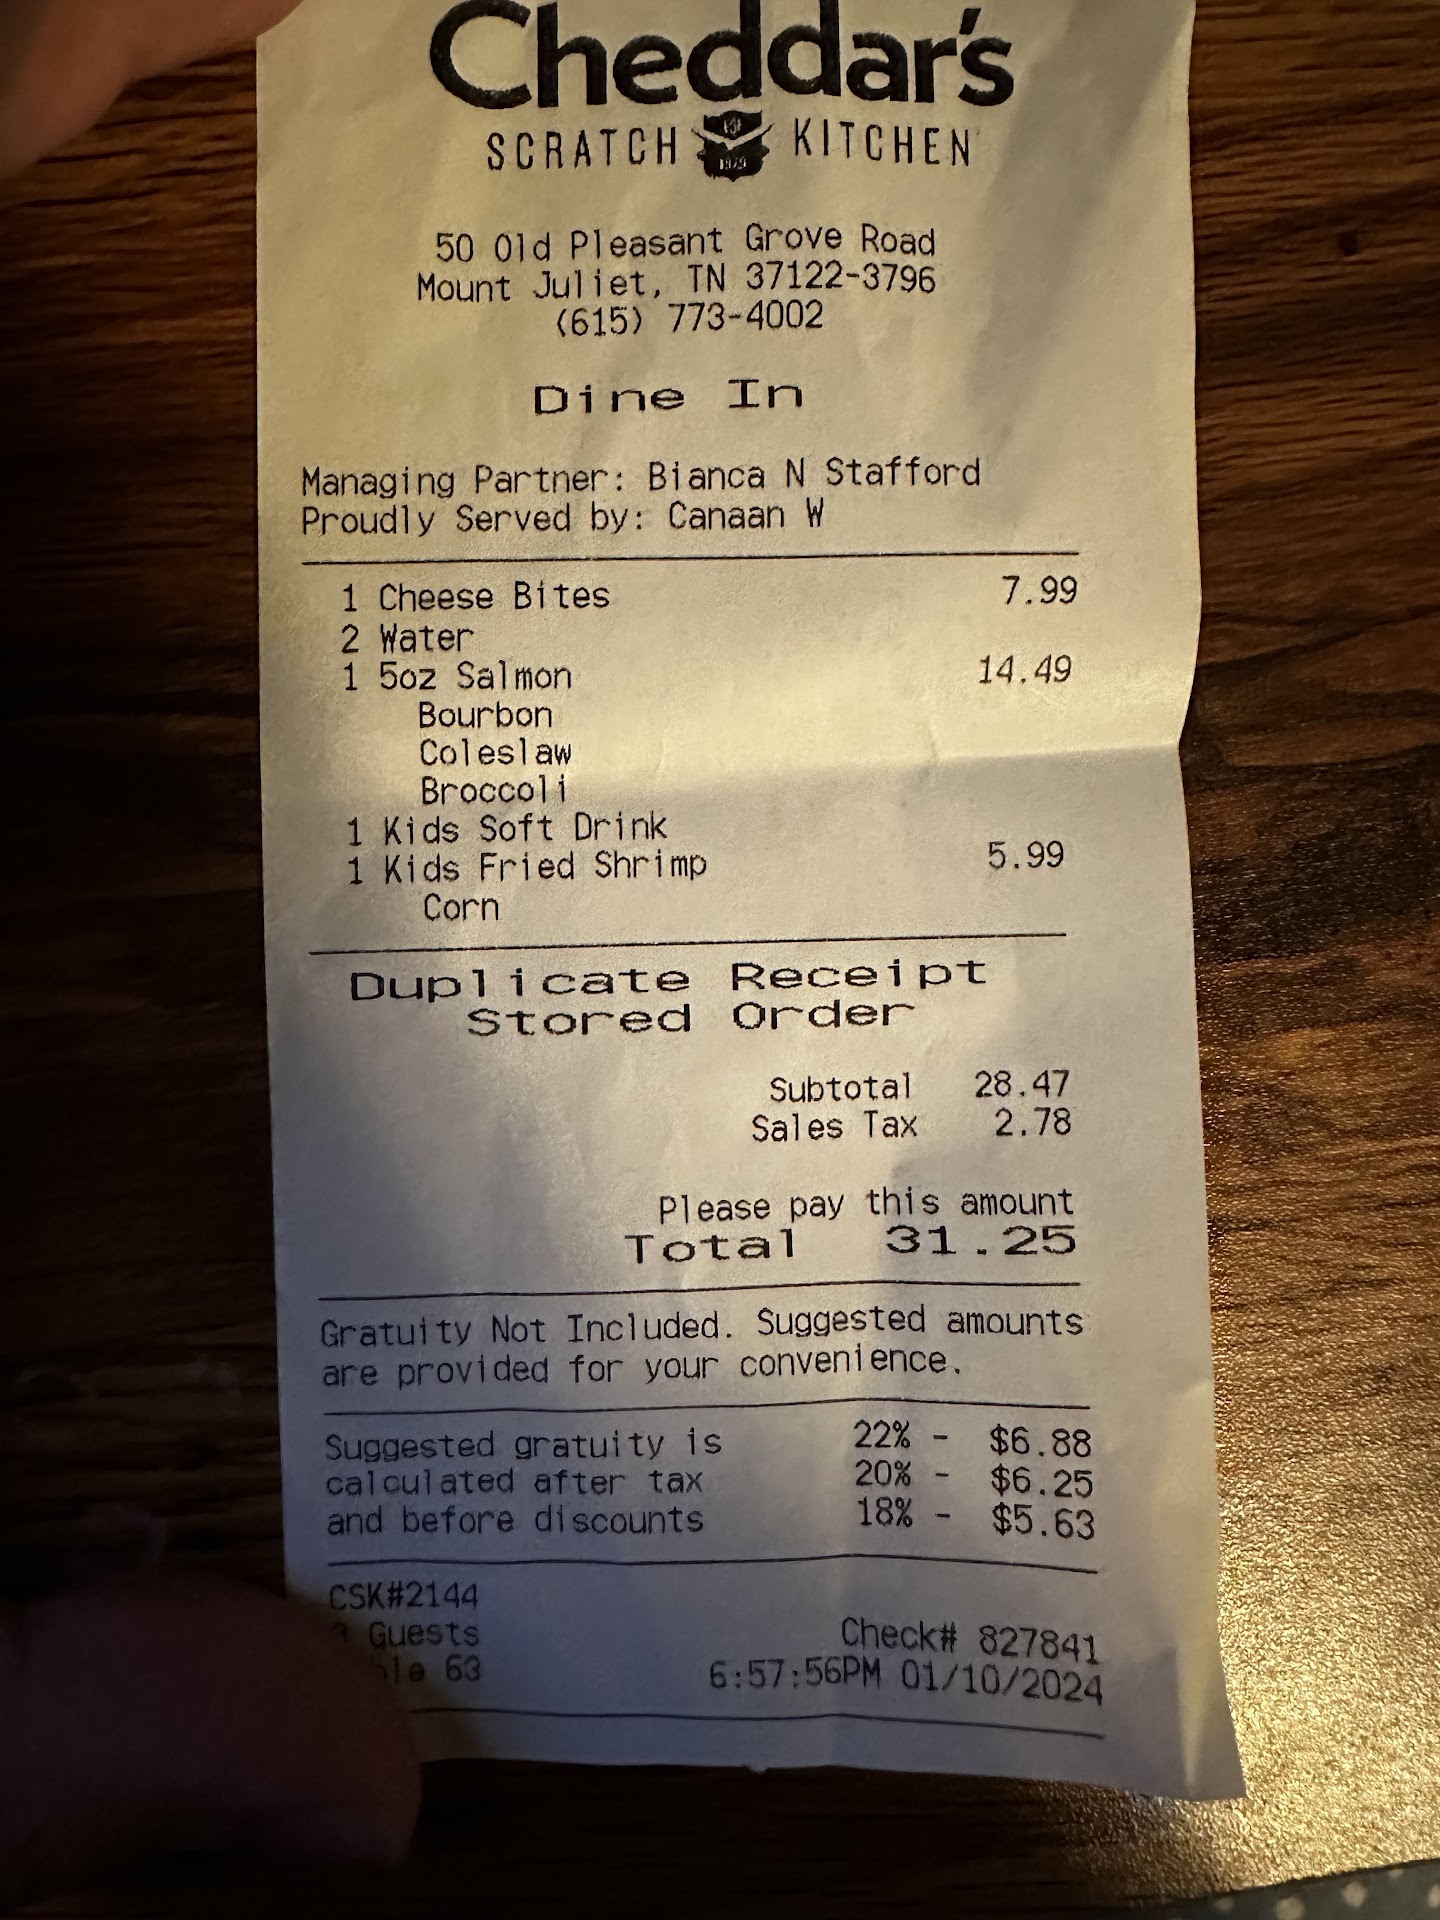 Cheddar's
SCRATCH KITCHEN
50 Old Pleasant Grove Road
Mount Juliet, TN 37122-3796
(615) 773-4002
Dine In
Managing Partner: Bianca N Stafford
Proudly Served by: Canaan W
1 Cheese Bites 7.99
2 Water
1 5oz Salmon 14.49
Bourbon
Coleslaw
Broccoli
1 Kids Soft Drink
1 Kids Fried Shrimp 5.99
Corn
Duplicate Receipt
Stored Order
Subtotal 28.47
Sales Tax 2.78
Please pay this amount
Total 31.25
Gratuity Not Included. Suggested amounts
are provided for your convenience.
Suggested gratuity is 22% - $6.88
calculated after tax 20% - $6.25
and before discounts 18% - $5.63
CSK#2144
Guests Check# 827841
63 6:57:56PM 01/10/2024